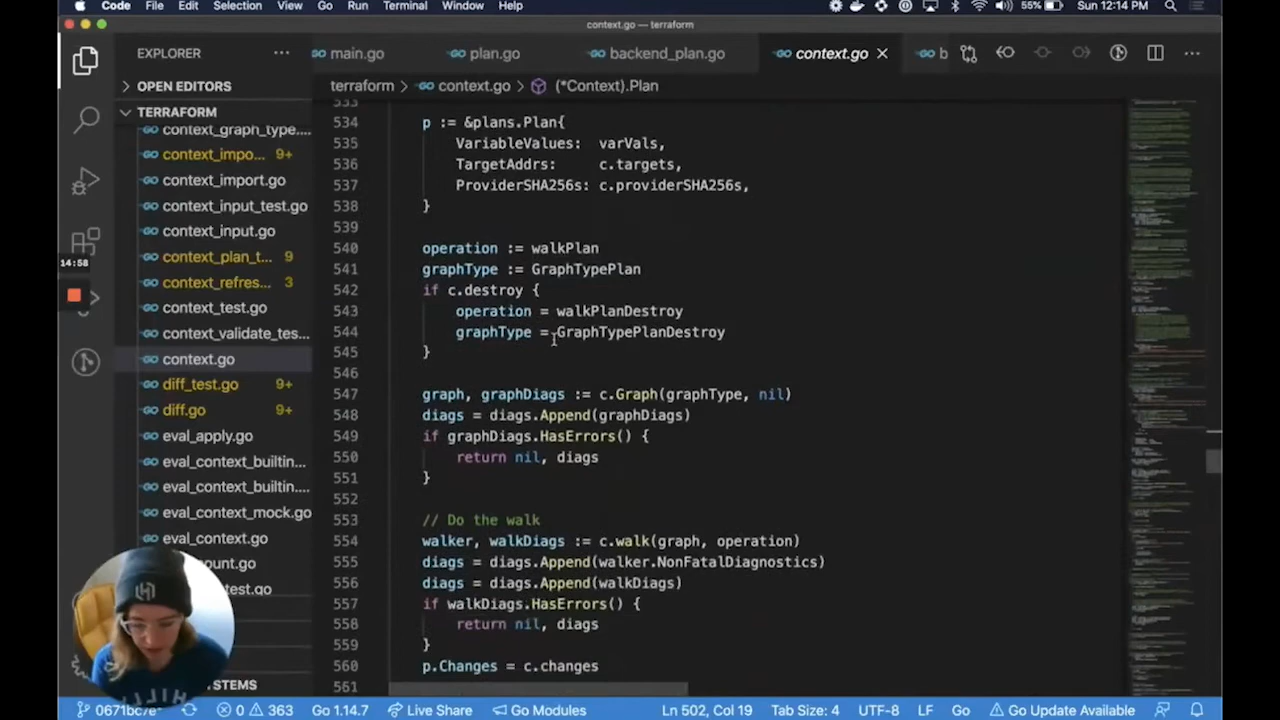 Code File Edit Selection View Go Run Terminal Window Help 55% Sun 12:14 PM
context.go — terraform
EXPLORER
main.go plan.go backend_plan.go context.go b
OPEN EDITORS
terraform > context.go > (*Context).Plan
TERRAFORM
context_graph_type....
context_impo... 9+
context_import.go
context_input_test.go
context_input.go
context_plan_t... 9
14:58
context_refres... 3
context_test.go
context_validate_tes...
context.go
diff_test.go 9+
diff.go 9+
eval_apply.go
eval_context_builtin...
eval_context_builtin...
eval_context_mock.go
eval_context.go
ount.go
test.go
533
534 p := &plans.Plan{
535 VariableValues: varVals,
536 TargetAddrs: c.targets,
537 ProviderSHA256s: c.providerSHA256s,
538 }
539
540 operation := walkPlan
541 graphType := GraphTypePlan
542 if c.destroy {
543 operation = walkPlanDestroy
544 graphType = GraphTypePlanDestroy
545 }
546
547 graph, graphDiags := c.Graph(graphType, nil)
548 diags = diags.Append(graphDiags)
549 if graphDiags.HasErrors() {
550 return nil, diags
551 }
552
553 // Do the walk
554 walker, walkDiags := c.walk(graph, operation)
555 diags = diags.Append(walker.NonFatalDiagnostics)
556 diags = diags.Append(walkDiags)
557 if walkDiags.HasErrors() {
558 return nil, diags
559 }
560 p.Changes = c.changes
561
STEMS
0671bc7e* 0 363 Go 1.14.7 Live Share Go Modules Ln 502, Col 19 Tab Size: 4 UTF-8 LF Go Go Update Available